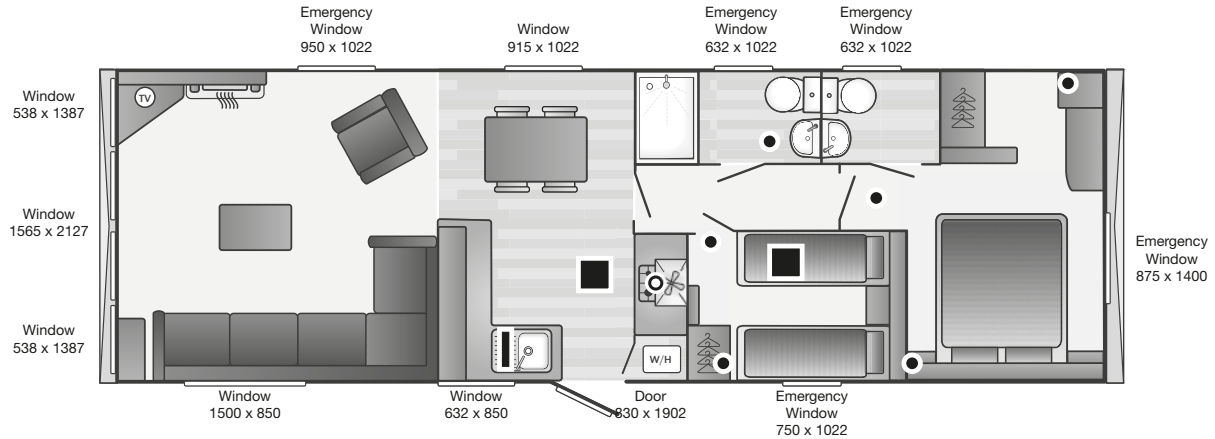 Emergency
Window
950 x 1022
Window
915 x 1022
Emergency
Window
632 x 1022
Emergency
Window
632 x 1022
Window
538 x 1387
TV
Window
1565 x 2127
Emergency
Window
875 x 1400
Window
538 x 1387
W/H
Window
1500 x 850
Window
632 x 850
Door
830 x 1902
Emergency
Window
750 x 1022